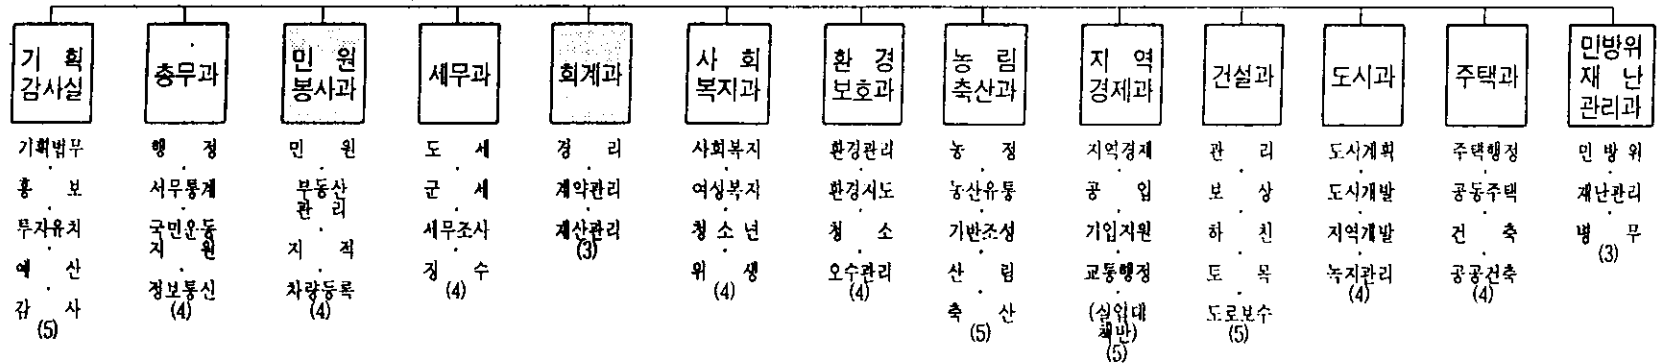 기 획
감사실
기획법무
홍 보
투자유치
예 산
감 사
(5)
총무과
행 정
서무통계
국민운동
지 원
정보통신
(4)
민 원
봉사과
민 원
부동산
관 리
지 적
차량등록
(4)
세무과
도 세
군 세
세무조사
징 수
(4)
회계과
경 리
계약관리
재산관리
(3)
사 회
복지과
사회복지
여성복지
청 소 년
위 생
(4)
환 경
보호과
환경관리
환경지도
청 소
오수관리
(4)
농 림
축산과
농 정
농산유통
기반조성
산 림
축 산
(5)
지 역
경제과
지역경제
공 업
기업지원
교통행정
(실업대
책반)
(5)
건설과
관 리
보 상
하 천
토 목
도로보수
(5)
도시과
도시계획
도시개발
지역개발
녹지관리
(4)
주택과
주택행정
공동주택
건 축
공공건축
(4)
민방위
재 난
관리과
민 방 위
재난관리
병 무
(3)